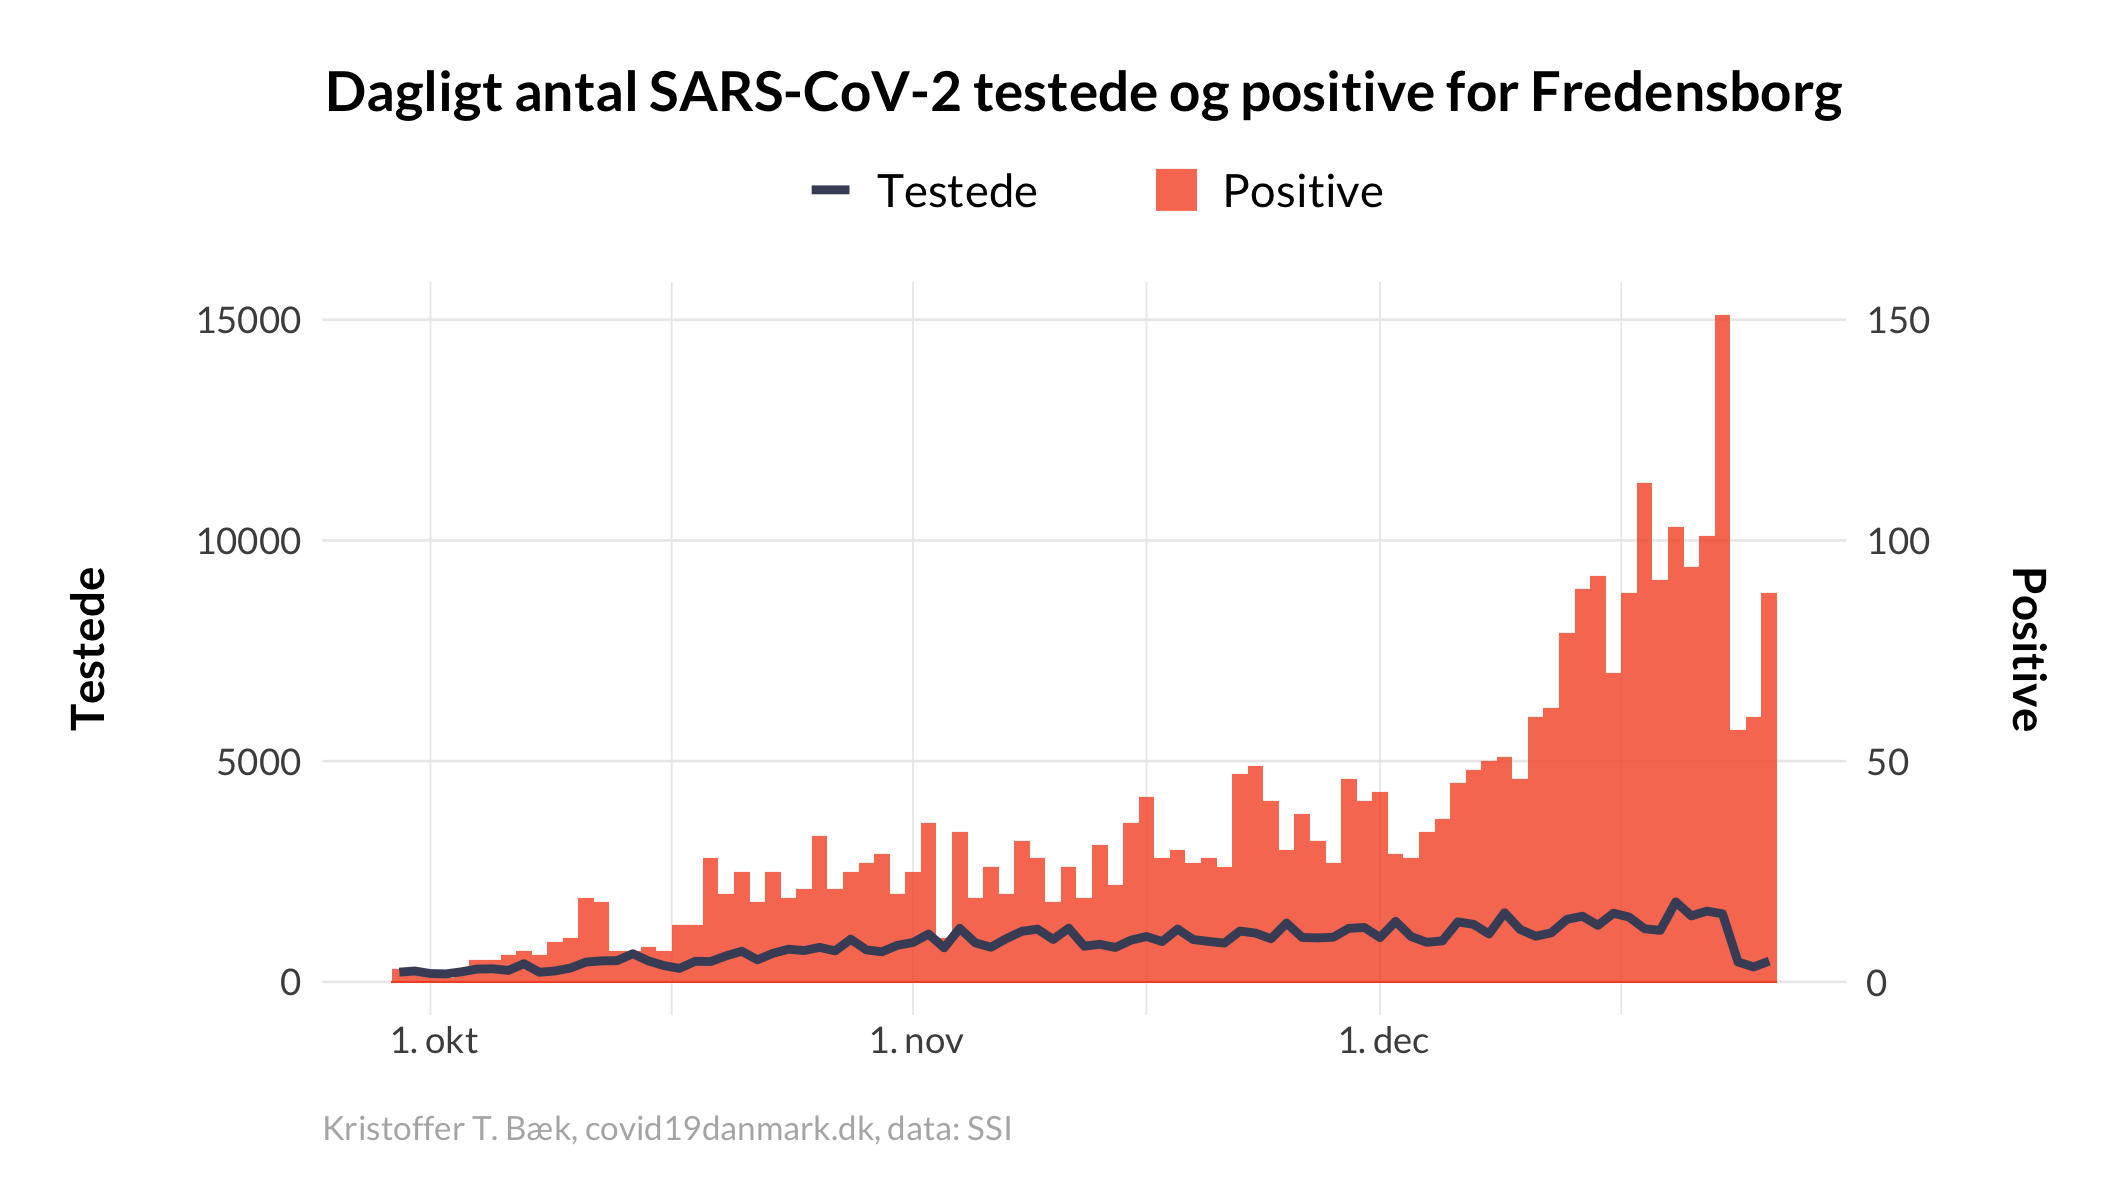 Dagligt antal SARS-CoV-2 testede og positive for Fredensborg
Testede
Positive
15000
10000
5000
0
Testede
150
100
50
0
Positive
1. okt
1. nov
1. dec
Kristoffer T. Bæk, covid19danmark.dk, data: SSI